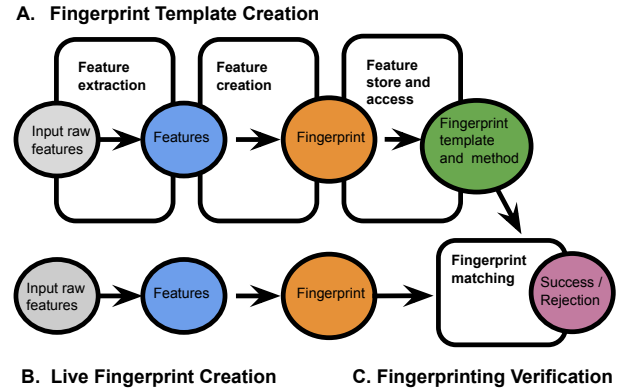 A. Fingerprint Template Creation
Feature
extraction
Feature
creation
Feature
store and
access
Input raw
features
Features
Fingerprint
Fingerprint
template
and method
Input raw
features
Features
Fingerprint
Fingerprint
matching
Success /
Rejection
B. Live Fingerprint Creation
C. Fingerprinting Verification